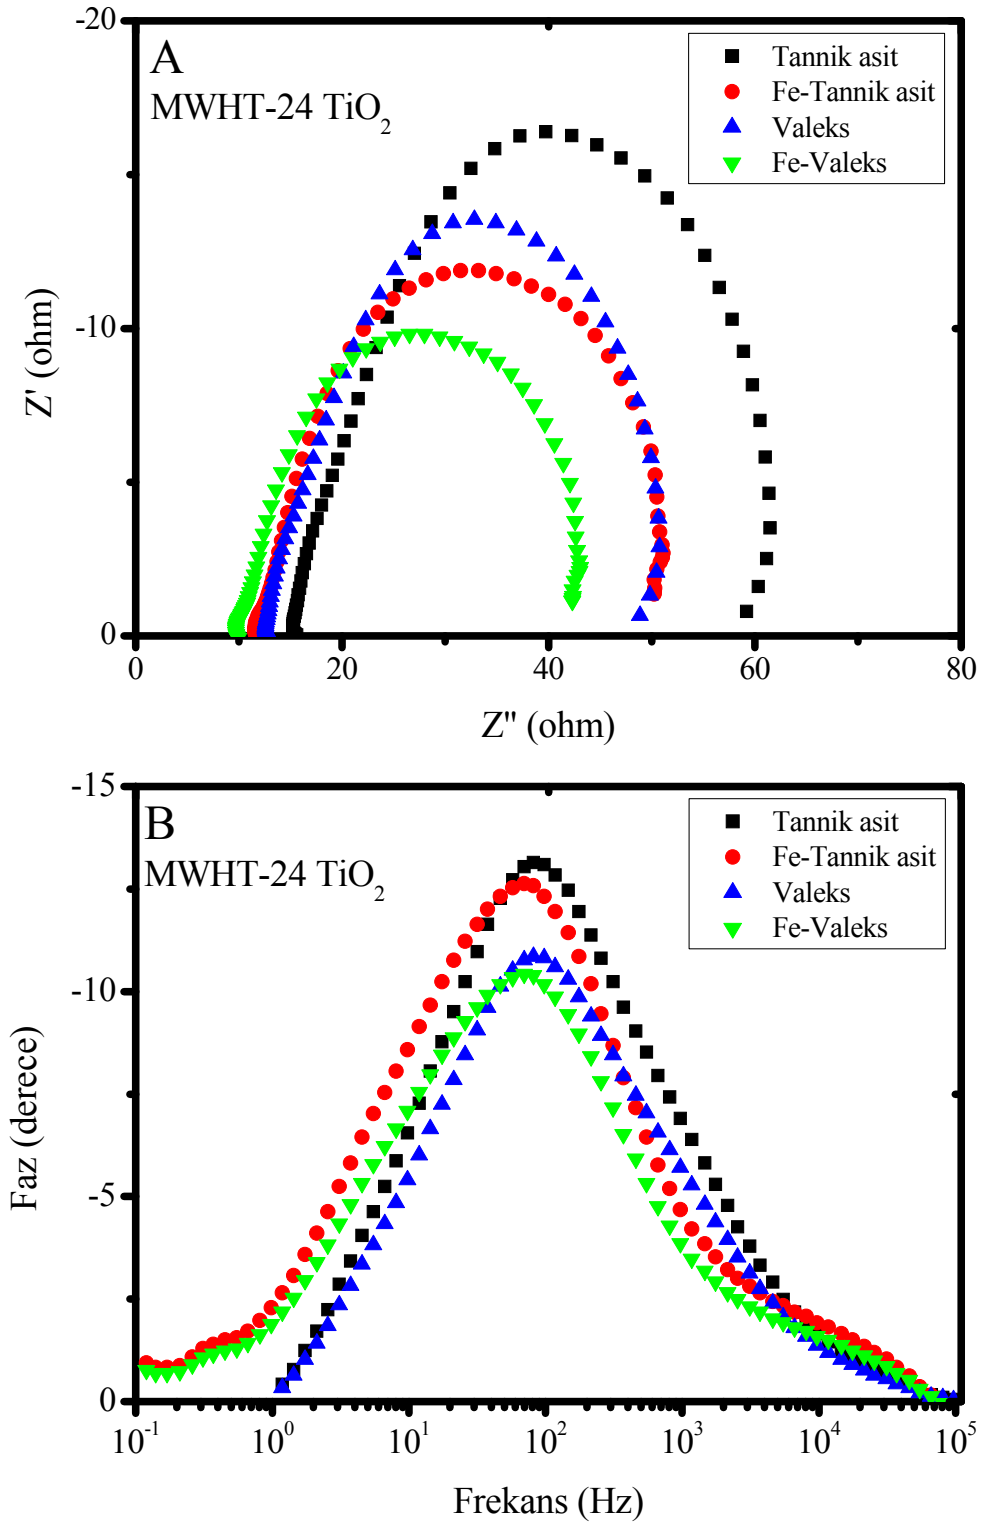 -20
A
MWHT-24 TiO₂
Tannik asit
Fe-Tannik asit
Valeks
Fe-Valeks
-10
Z' (ohm)
0
0 20 40 60 80
Z'' (ohm)
-15
B
MWHT-24 TiO₂
Tannik asit
Fe-Tannik asit
Valeks
Fe-Valeks
-10
Faz (derece)
-5
0
10⁻¹ 10⁰ 10¹ 10² 10³ 10⁴ 10⁵
Frekans (Hz)